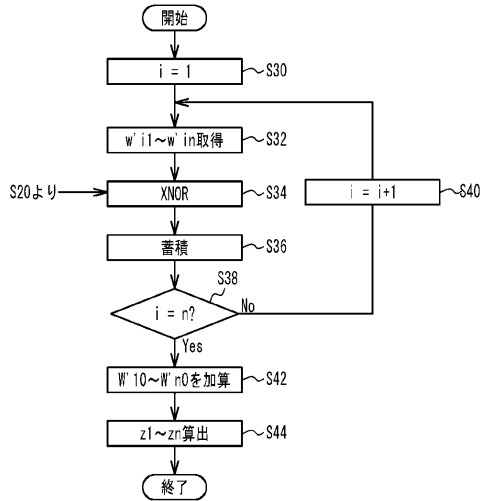 開始
i = 1 S30
w'i1～w'in取得 S32
S20より XNOR S34
i = i+1 S40
蓄積 S36
S38
i = n? No
Yes
W'10～W'n0を加算 S42
z1～zn算出 S44
終了